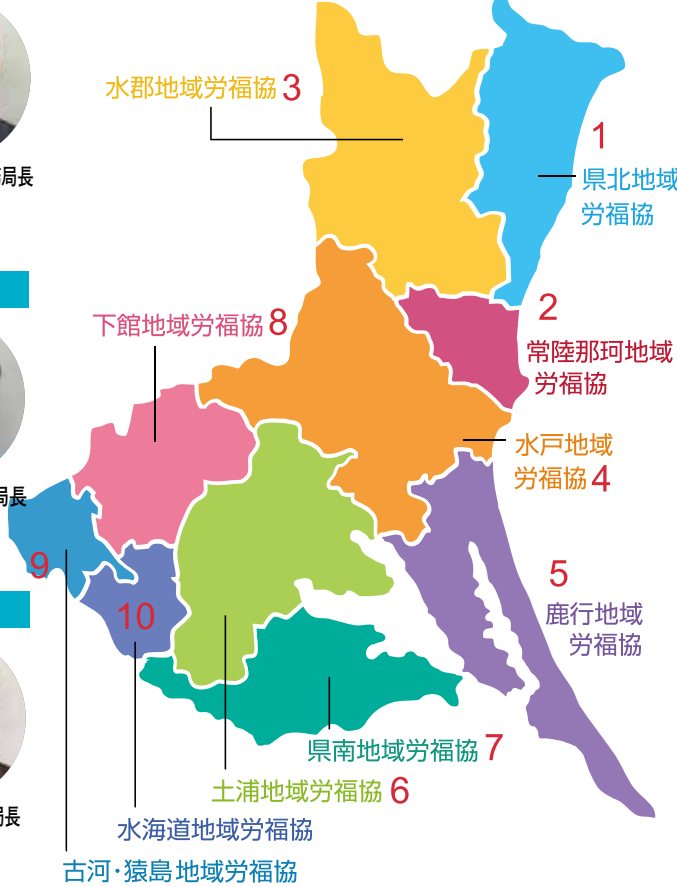 水郡地域労福協 3
1
県北地域
労福協
務局長
2
常陸那珂地域
労福協
下館地域労福協 8
水戸地域
労福協 4
局長
9
10
5
鹿行地域
労福協
県南地域労福協 7
土浦地域労福協 6
局長
水海道地域労福協
古河・猿島地域労福協